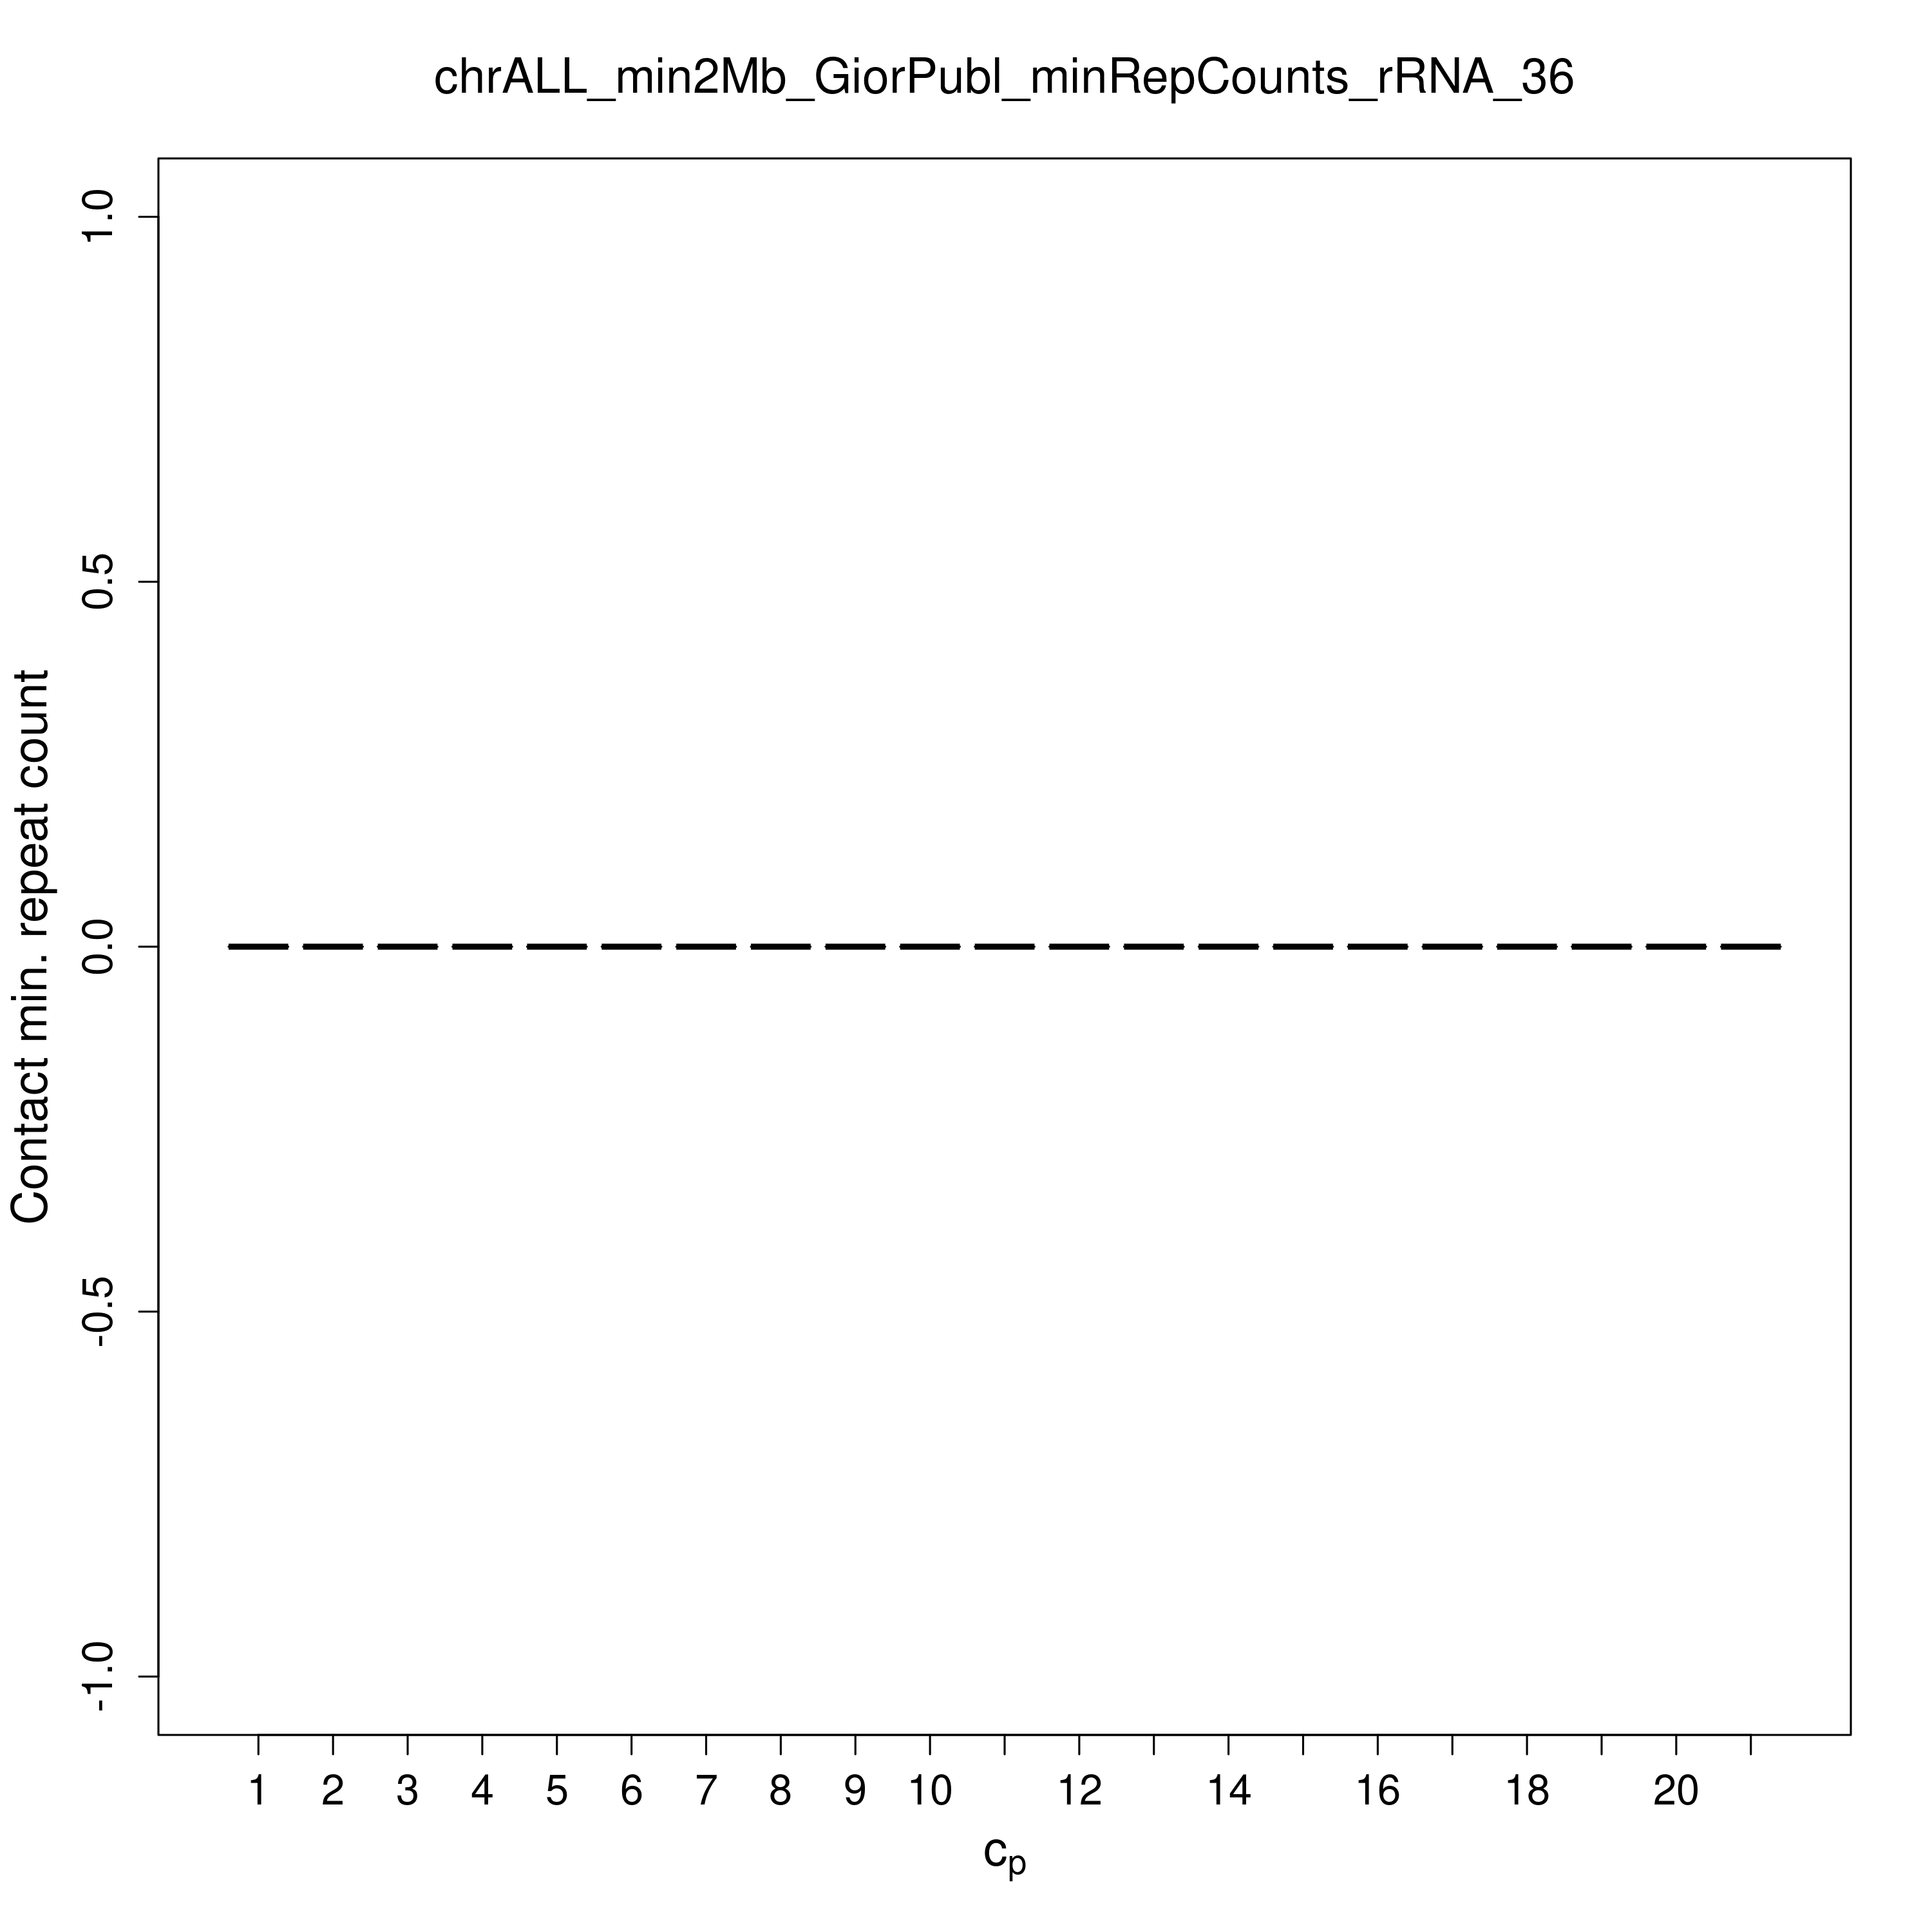 chrALL_min2Mb_GiorPubl_minRepCounts_rRNA_36
Contact min. repeat count
1.0
0.5
0.0
-0.5
-1.0
1 2 3 4 5 6 7 8 9 10 12 14 16 18 20
cp